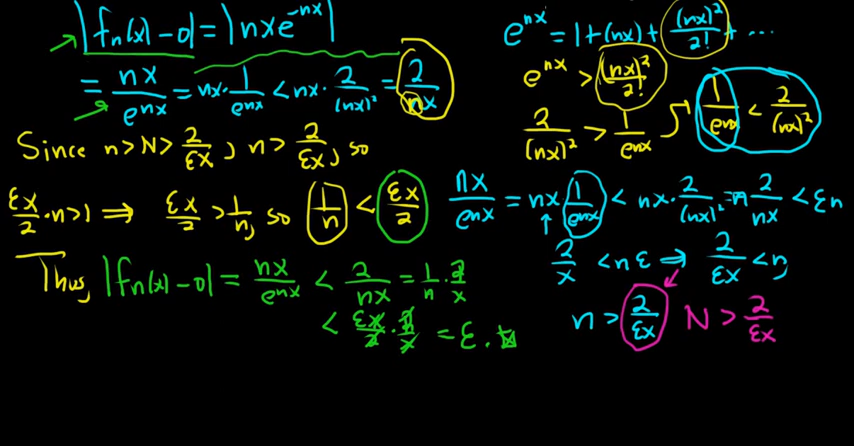 |fn(x) - 0| = |nxe^{-nx}|
= nx/e^{nx} = nx · 1/e^{nx} < nx · 2/(nx)² = 2/nx
Since n > N > 2/εx, n > 2/εx, so
εx/2 · n > 1 ⟹ εx/2 > 1/n, so 1/n < εx/2
Thus, |fn(x) - 0| = nx/e^{nx} < 2/nx = 1/n · 2/x
< εx/2 · 2/x = ε.
e^{nx} = 1 + (nx) + (nx)²/2! + ...
e^{nx} > (nx)²/2!
2/(nx)² > 1/e^{nx} → 1/e^{nx} < 2/(nx)²
nx/e^{nx} = nx · 1/e^{nx} < nx · 2/(nx)² = 2/nx < εn
2/x < nε ⟹ 2/εx < n
n > 2/εx N > 2/εx